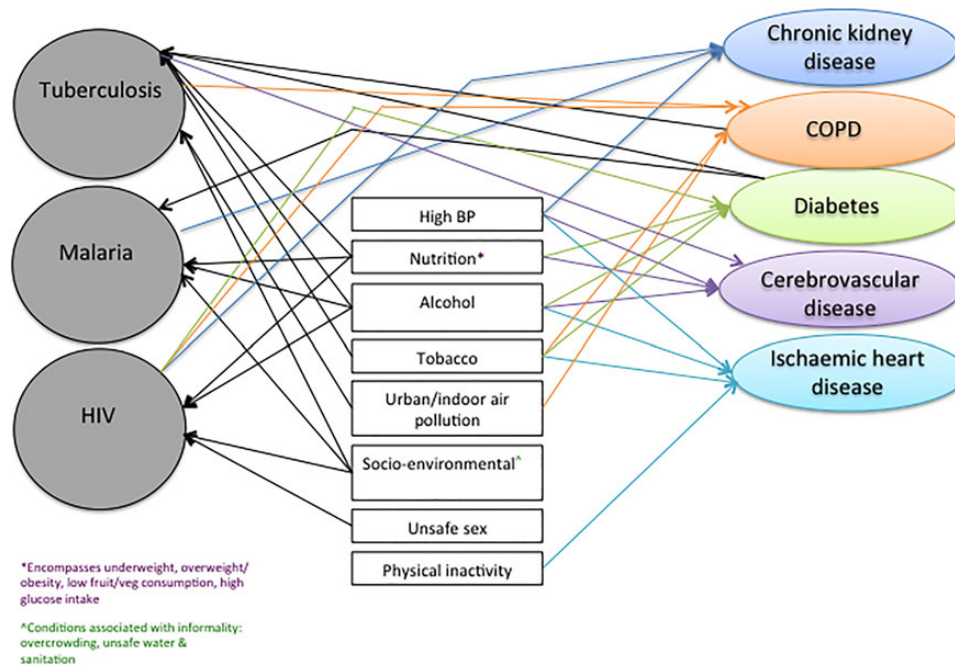 Tuberculosis
Malaria
HIV
High BP
Nutrition*
Alcohol
Tobacco
Urban/indoor air
pollution
Socio-environmental^
Unsafe sex
Physical inactivity
Chronic kidney
disease
COPD
Diabetes
Cerebrovascular
disease
Ischaemic heart
disease
*Encompasses underweight, overweight/
obesity, low fruit/veg consumption, high
glucose intake
^Conditions associated with informality:
overcrowding, unsafe water &
sanitation